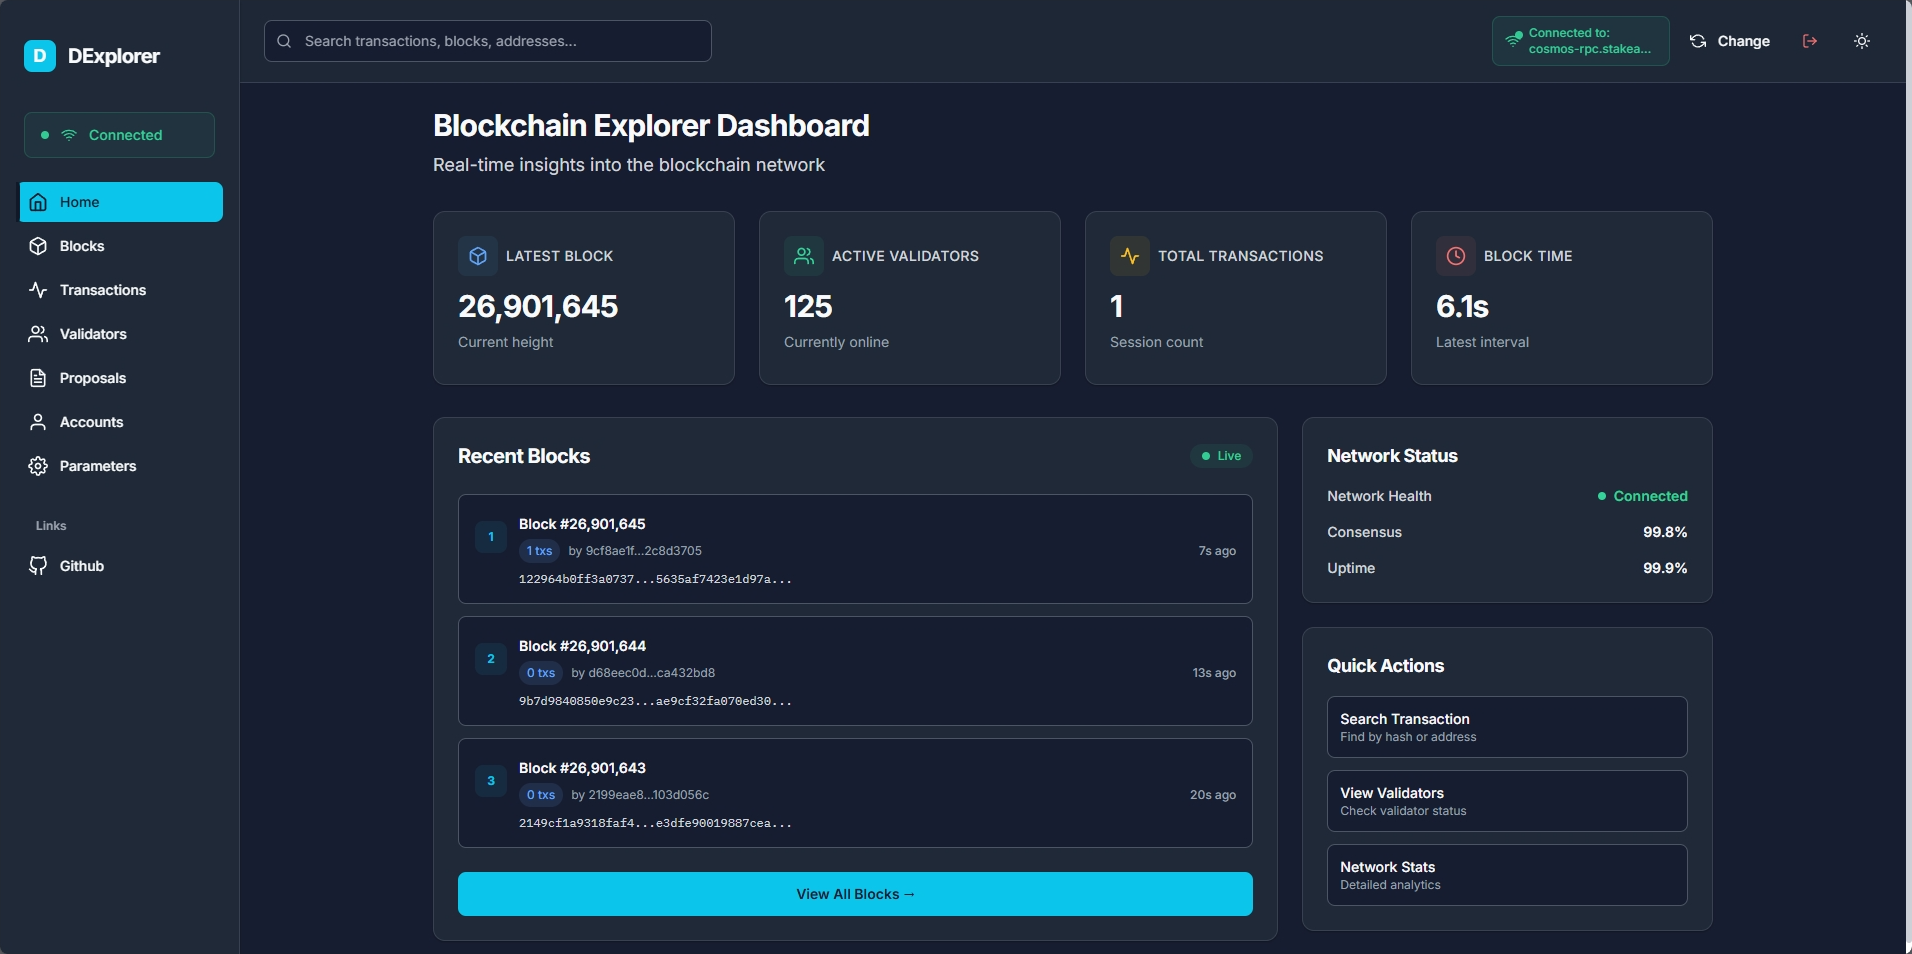 D DExplorer
Connected
Home
Blocks
Transactions
Validators
Proposals
Accounts
Parameters
Links
Github
Search transactions, blocks, addresses...
Connected to:
cosmos-rpc.stakea...
Change
Blockchain Explorer Dashboard
Real-time insights into the blockchain network
LATEST BLOCK
26,901,645
Current height
ACTIVE VALIDATORS
125
Currently online
TOTAL TRANSACTIONS
1
Session count
BLOCK TIME
6.1s
Latest interval
Recent Blocks
Live
1
Block #26,901,645
1 txs by 9cf8ae1f...2c8d3705
7s ago
122964b0ff3a0737...5635af7423e1d97a...
2
Block #26,901,644
0 txs by d68eec0d...ca432bd8
13s ago
9b7d9840850e9c23...ae9cf32fa070ed30...
3
Block #26,901,643
0 txs by 2199eae8...103d056c
20s ago
2149cf1a9318faf4...e3dfe90019887cea...
View All Blocks →
Network Status
Network Health Connected
Consensus 99.8%
Uptime 99.9%
Quick Actions
Search Transaction
Find by hash or address
View Validators
Check validator status
Network Stats
Detailed analytics